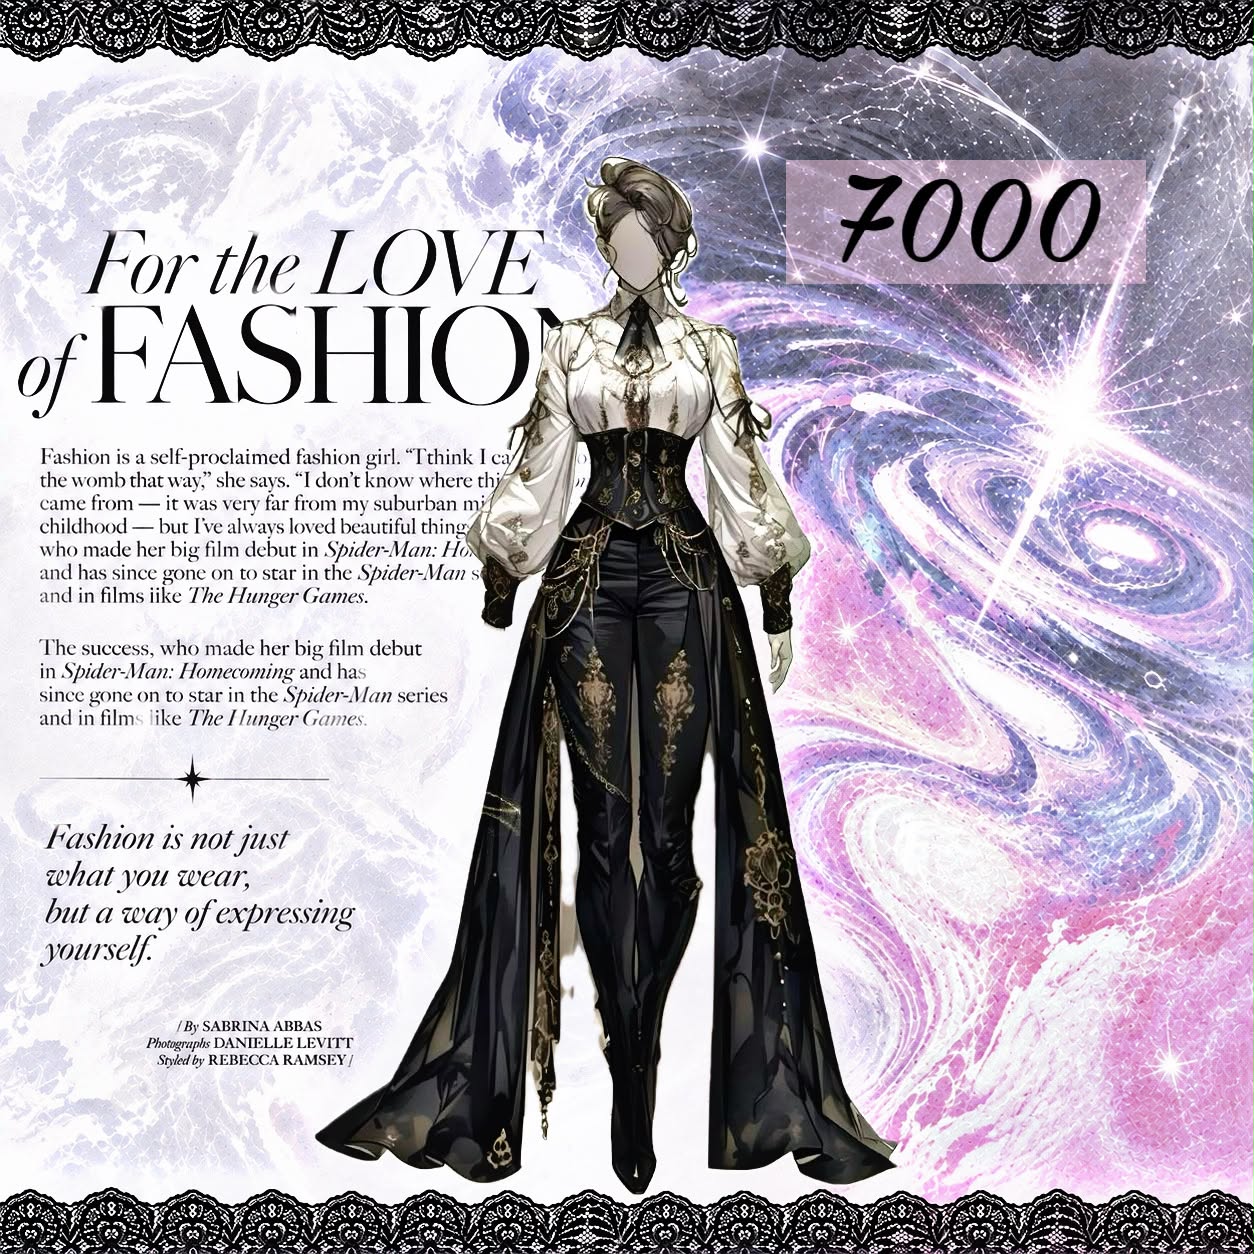 For the LOVE
of FASHION
7000
Fashion is a self-proclaimed fashion girl. “Tthink I ca
the womb that way,” she says. “I don’t know where thi
came from — it was very far from my suburban mi
childhood — but I’ve always loved beautiful thing
who made her big film debut in Spider-Man: Ho
and has since gone on to star in the Spider-Man s
and in films iike The Hunger Games.
The success, who made her big film debut
in Spider-Man: Homecoming and has
since gone on to star in the Spider-Man series
and in films like The Hunger Games.
Fashion is not just
what you wear,
but a way of expressing
yourself.
/ By SABRINA ABBAS
Photographs DANIELLE LEVITT
Styled by REBECCA RAMSEY /